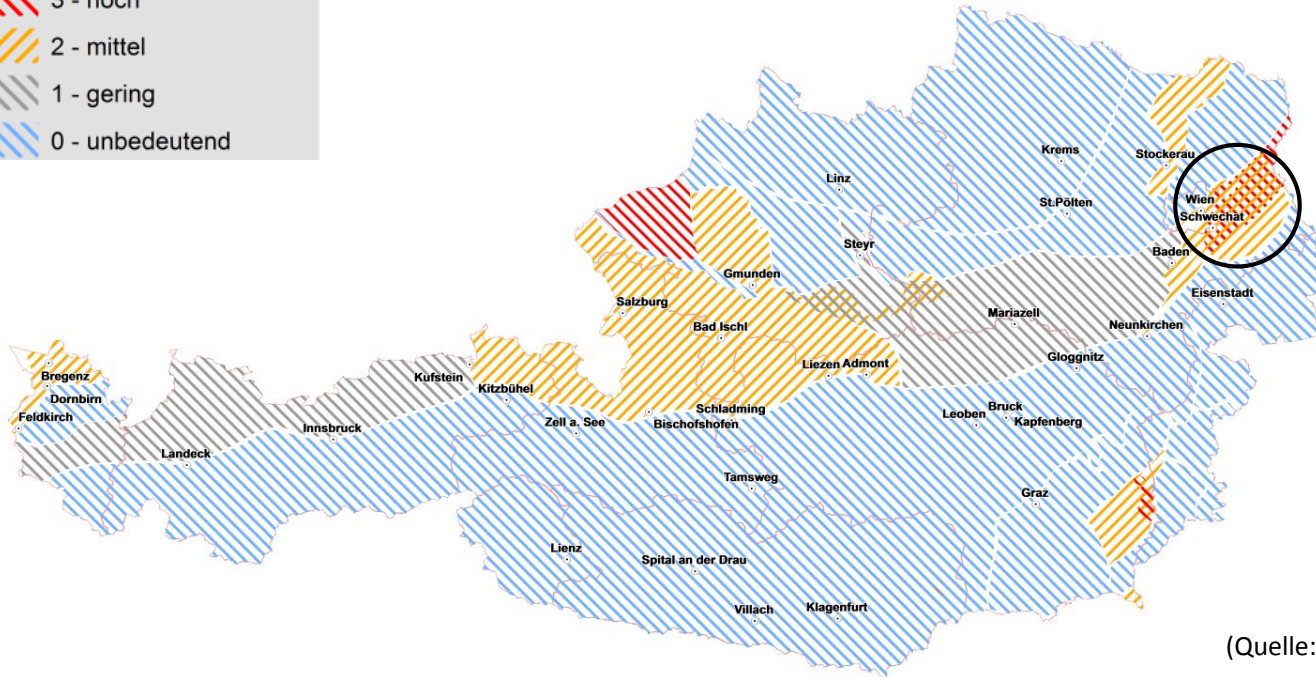 2 - mittel
1 - gering
0 - unbedeutend
Krems
Stockerau
Linz
Wien
St.Pölten
Schwechat
Steyr
Baden
Gmunden
Eisenstadt
Salzburg
Mariazell
Bad Ischl
Neunkirchen
Gloggnitz
Liezen Admont
Bregenz
Kufstein
Kitzbühel
Dornbirn
Schladming
Leoben
Bruck
Feldkirch
Zell a. See
Bischofshofen
Kapfenberg
Innsbruck
Landeck
Tamsweg
Graz
Lienz
Spital an der Drau
Villach
Klagenfurt
(Quelle: